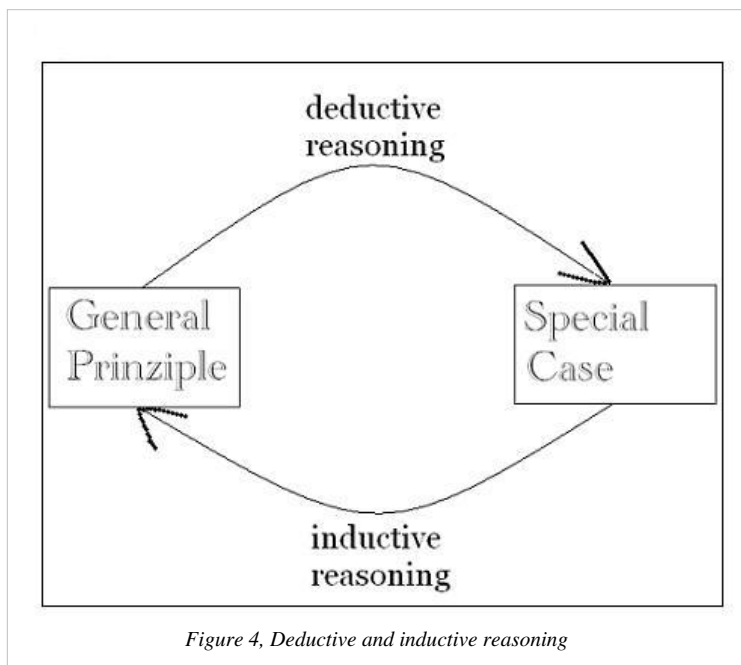 deductive
reasoning
General
Prinziple
Special
Case
inductive
reasoning
Figure 4, Deductive and inductive reasoning